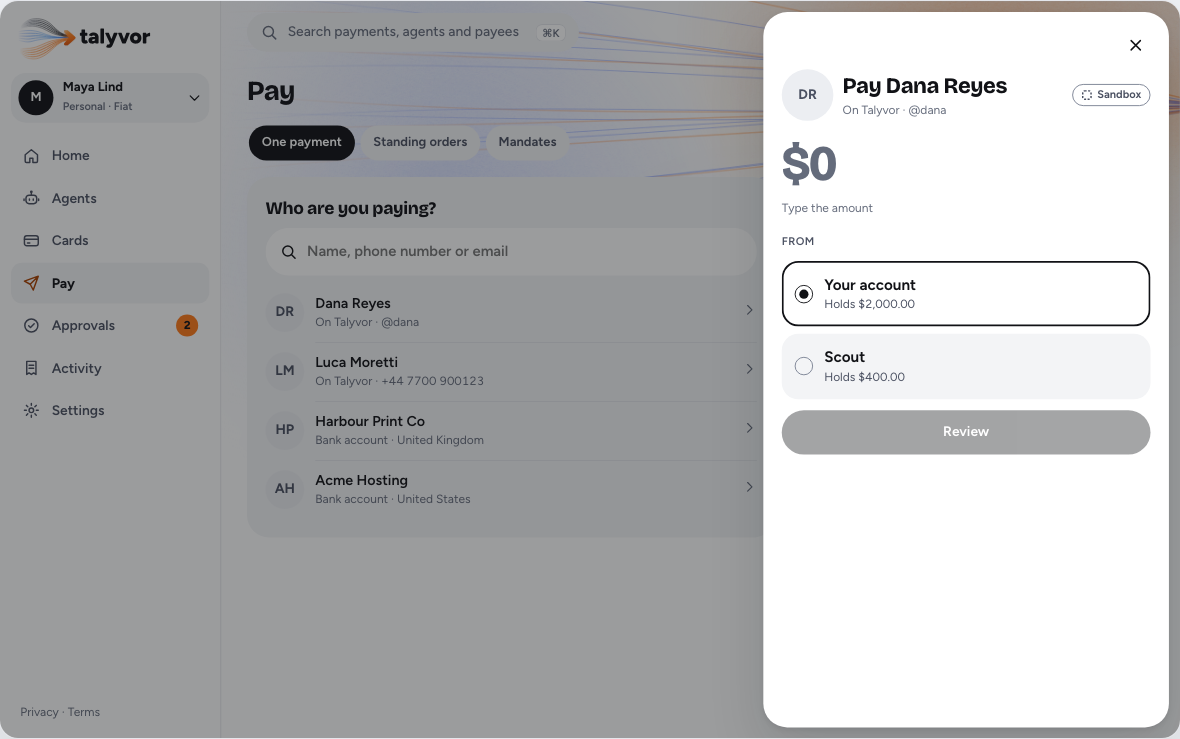 talyvor
M
Maya Lind
Personal · Fiat
Home
Agents
Cards
Pay
Approvals
2
Activity
Settings
Privacy · Terms
Search payments, agents and payees
⌘K
Pay
One payment
Standing orders
Mandates
Who are you paying?
Name, phone number or email
DR
Dana Reyes
On Talyvor · @dana
LM
Luca Moretti
On Talyvor · +44 7700 900123
HP
Harbour Print Co
Bank account · United Kingdom
AH
Acme Hosting
Bank account · United States
DR
Pay Dana Reyes
On Talyvor · @dana
Sandbox
$0
Type the amount
FROM
Your account
Holds $2,000.00
Scout
Holds $400.00
Review